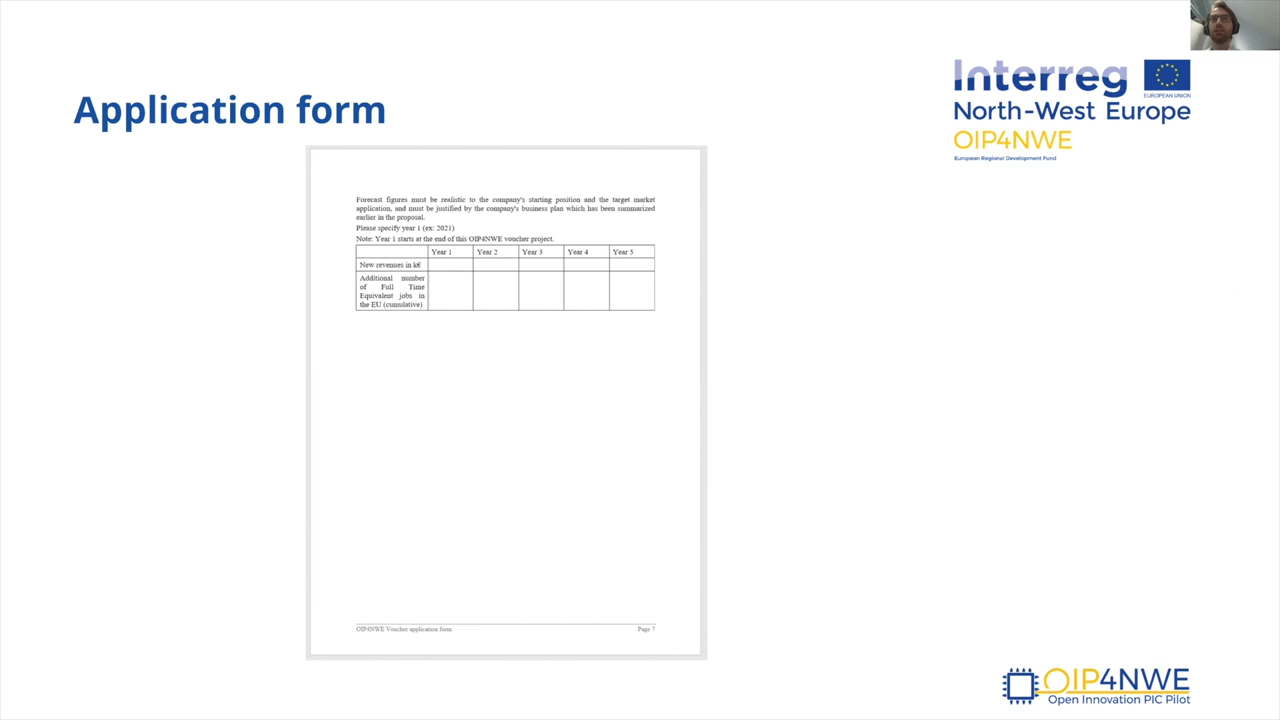 Interreg
EUROPEAN UNION
North-West Europe
OIP4NWE
European Regional Development Fund
Application form
Forecast figures must be realistic to the company's starting position and the target market
application, and must be justified by the company's business plan which has been summarized
earlier in the proposal.
Please specify year 1 (ex: 2021)
Note: Year 1 starts at the end of this OIP4NWE voucher project.
Year 1 Year 2 Year 3 Year 4 Year 5
New revenues in k€
Additional number
of Full Time
Equivalent jobs in
the EU (cumulative)
OIP4NWE Voucher application form Page 7
OIP4NWE
Open Innovation PIC Pilot